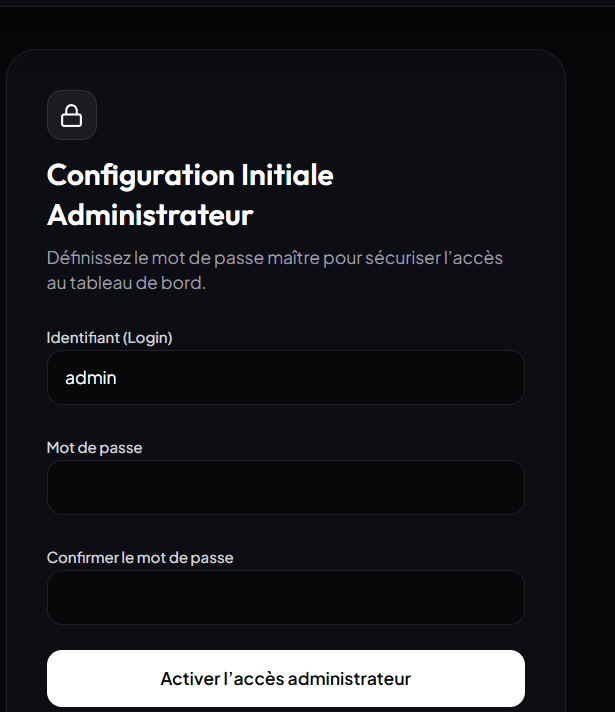 Configuration Initiale
Administrateur
Définissez le mot de passe maître pour sécuriser l’accès
au tableau de bord.
Identifiant (Login)
admin
Mot de passe
Confirmer le mot de passe
Activer l’accès administrateur